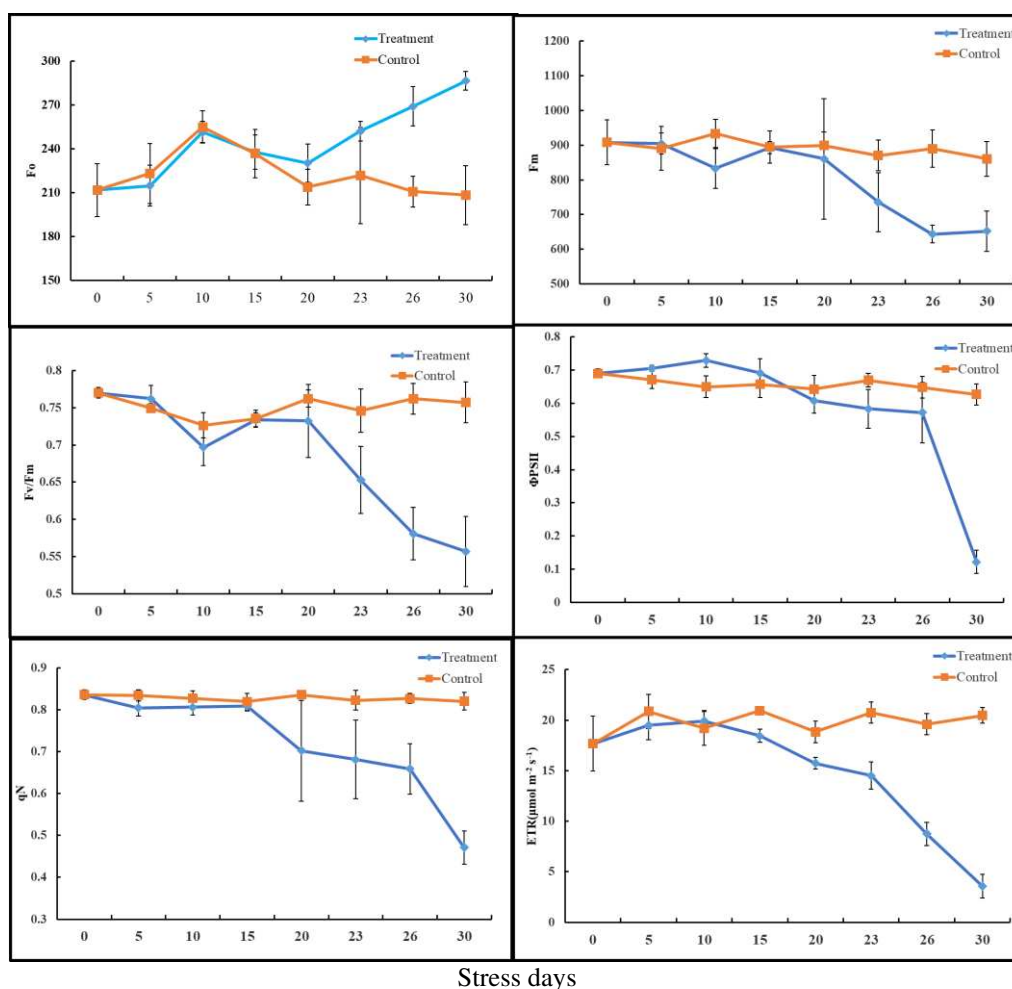 Treatment
Control
300
270
240
210
180
150
Fo
0 5 10 15 20 23 26 30
Treatment
Control
1200
1100
1000
900
800
700
600
500
Fm
0 5 10 15 20 23 26 30
Treatment
Control
0.8
0.75
0.7
0.65
0.6
0.55
0.5
Fv/Fm
0 5 10 15 20 23 26 30
Treatment
Control
0.7
0.6
0.5
0.4
0.3
0.2
0.1
0
ΦPSII
0 5 10 15 20 23 26 30
Treatment
Control
0.9
0.8
0.7
0.6
0.5
0.4
0.3
qN
0 5 10 15 20 23 26 30
Treatment
Control
25
20
15
10
5
0
ETR(μmol m⁻² s⁻¹)
0 5 10 15 20 23 26 30
Stress days